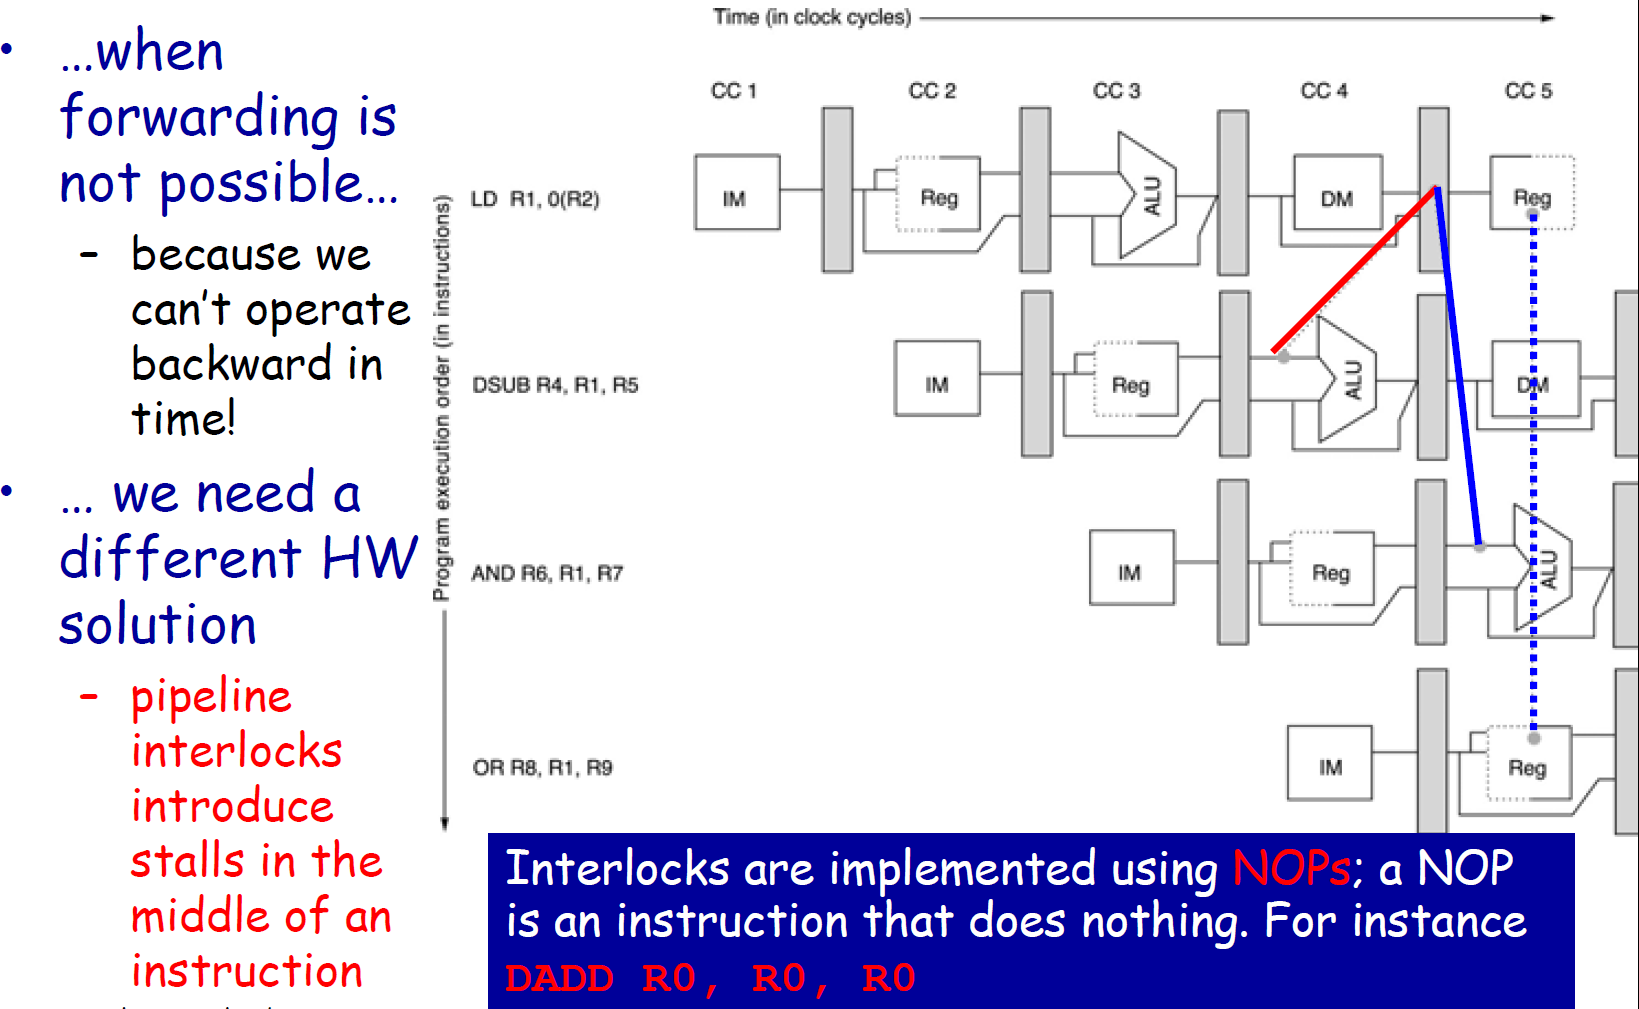 • …when
forwarding is
not possible…
– because we
can't operate
backward in
time!
• … we need a
different HW
solution
– pipeline
interlocks
introduce
stalls in the
middle of an
instruction
Time (in clock cycles)
CC 1 CC 2 CC 3 CC 4 CC 5
Program execution order (in instructions)
LD R1, 0(R2) IM Reg ALU DM Reg
DSUB R4, R1, R5 IM Reg ALU DM
AND R6, R1, R7 IM Reg ALU
OR R8, R1, R9 IM Reg
Interlocks are implemented using NOPs; a NOP
is an instruction that does nothing. For instance
DADD R0, R0, R0